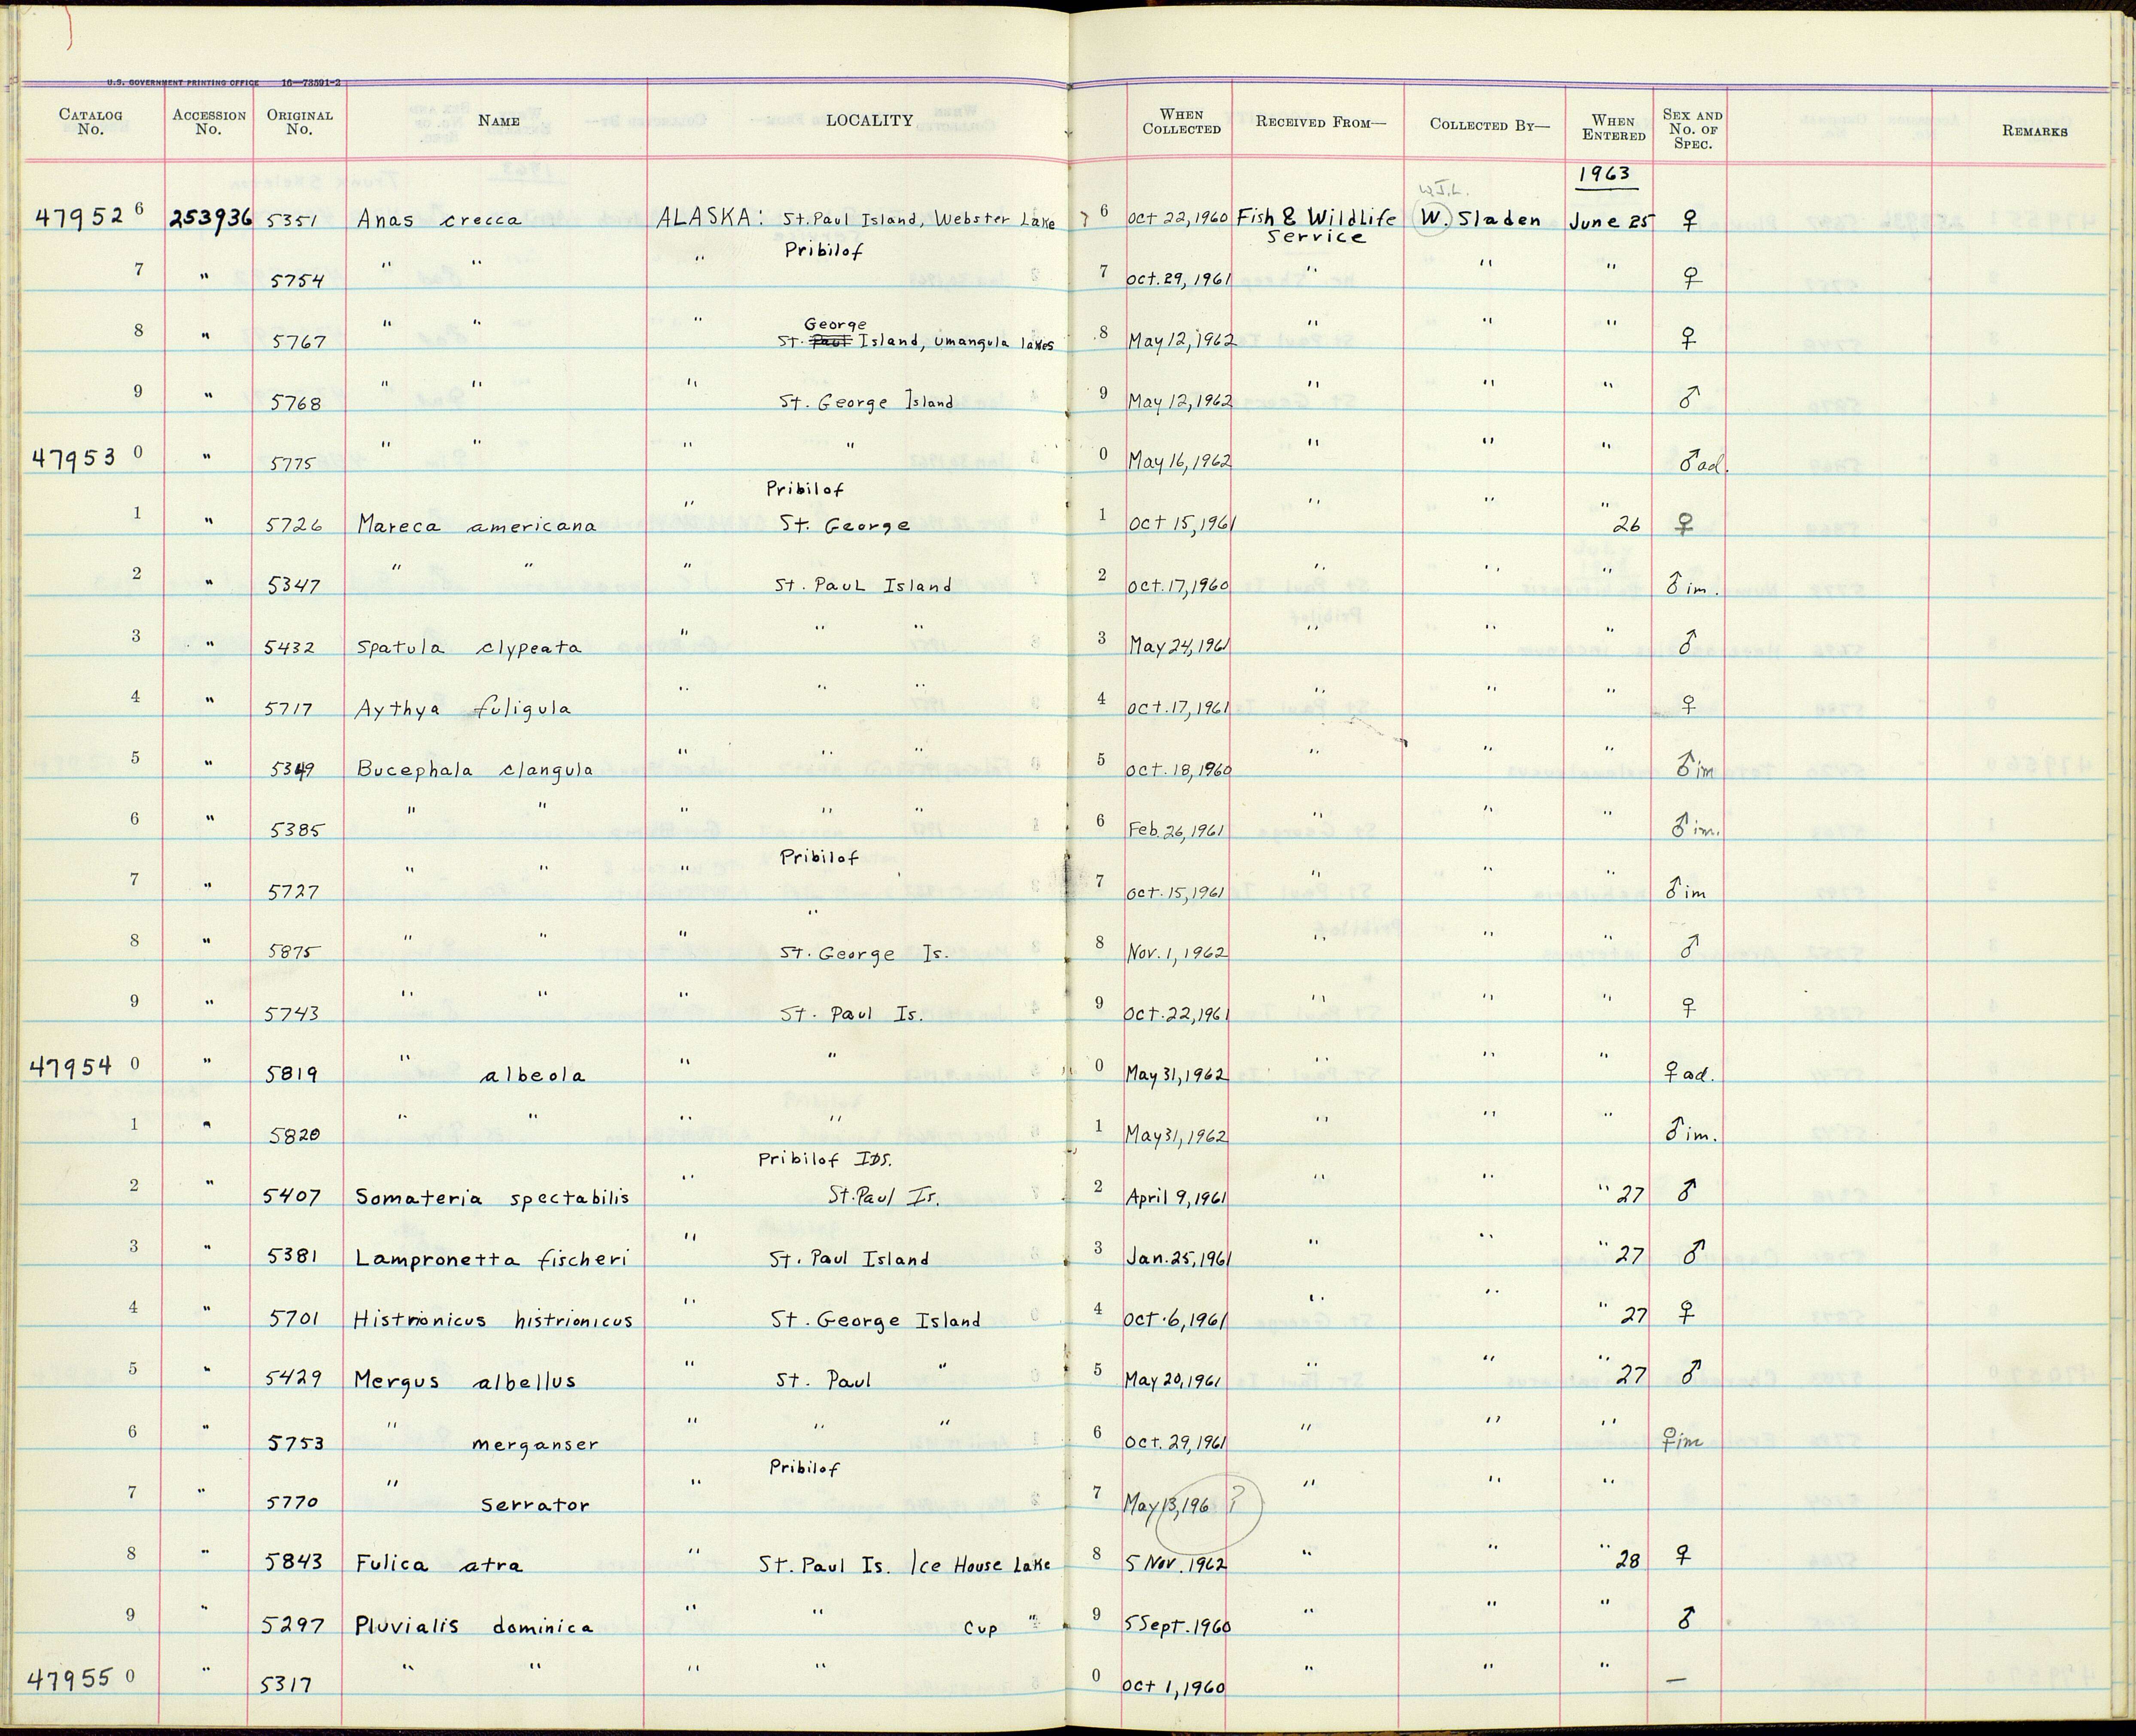 U.S. GOVERNMENT PRINTING OFFICE 16—73591-2
CATALOG No. ACCESSION No. ORIGINAL No. NAME LOCALITY WHEN COLLECTED RECEIVED FROM— COLLECTED BY— WHEN ENTERED SEX AND No. OF SPEC. REMARKS
1963
W.J.L.
47952 6 253936 5351 Anas crecca ALASKA: St. Paul Island, Webster Lake 6 Oct 22, 1960 Fish & Wildlife Service W. Sladen June 25 ♀
Pribilof
7 " 5754 " " " 7 Oct. 29, 1961 " " " ♀
George
8 " 5767 " " " St. Paul Island, Umangula lakes 8 May 12, 1962 " " " ♀
9 " 5768 " " " St. George Island 9 May 12, 1962 " " " ♂
47953 0 " 5775 " " " " 0 May 16, 1962 " " " ♂ad.
Pribilof
1 " 5726 Mareca americana " St. George 1 Oct 15, 1961 " " " 26 ♀
2 " 5347 " " " St. Paul Island 2 Oct. 17, 1960 " " " ♂ im.
3 " 5432 Spatula clypeata " " " 3 May 24, 1961 " " " ♂
4 " 5717 Aythya fuligula " " " 4 Oct. 17, 1961 " " " ♀
5 " 5349 Bucephala clangula " " " 5 Oct. 18, 1960 " " " ♂im
6 " 5385 " " " " " 6 Feb. 26, 1961 " " " ♂im.
Pribilof
7 " 5727 " " " 7 Oct. 15, 1961 " " " ♂im
"
8 " 5875 " " " St. George Is. 8 Nov. 1, 1962 " " " ♂
9 " 5743 " " " St. Paul Is. 9 Oct. 22, 1961 " " " ♀
47954 0 " 5819 " albeola " " 0 May 31, 1962 " " " ♀ad.
1 " 5820 " " " " 1 May 31, 1962 " " " ♂im.
Pribilof IDS.
2 " 5407 Somateria spectabilis " St. Paul Is. 2 April 9, 1961 " " " 27 ♂
3 " 5381 Lampronetta fischeri " St. Paul Island 3 Jan. 25, 1961 " " " 27 ♂
4 " 5701 Histrionicus histrionicus " St. George Island 4 Oct. 6, 1961 " " " 27 ♀
5 " 5429 Mergus albellus " St. Paul " 5 May 20, 1961 " " " 27 ♂
6 " 5753 " merganser " " " 6 Oct. 29, 1961 " " " ♀im
Pribilof
7 " 5770 " serrator " 7 May 13, 196 ? " " "
8 " 5843 Fulica atra " St. Paul Is. Ice House Lake 8 5 Nov. 1962 " " " 28 ♀
9 " 5297 Pluvialis dominica " " Cup " 9 5 Sept. 1960 " " " ♂
47955 0 " 5317 " " " " 0 Oct 1, 1960 " " " —